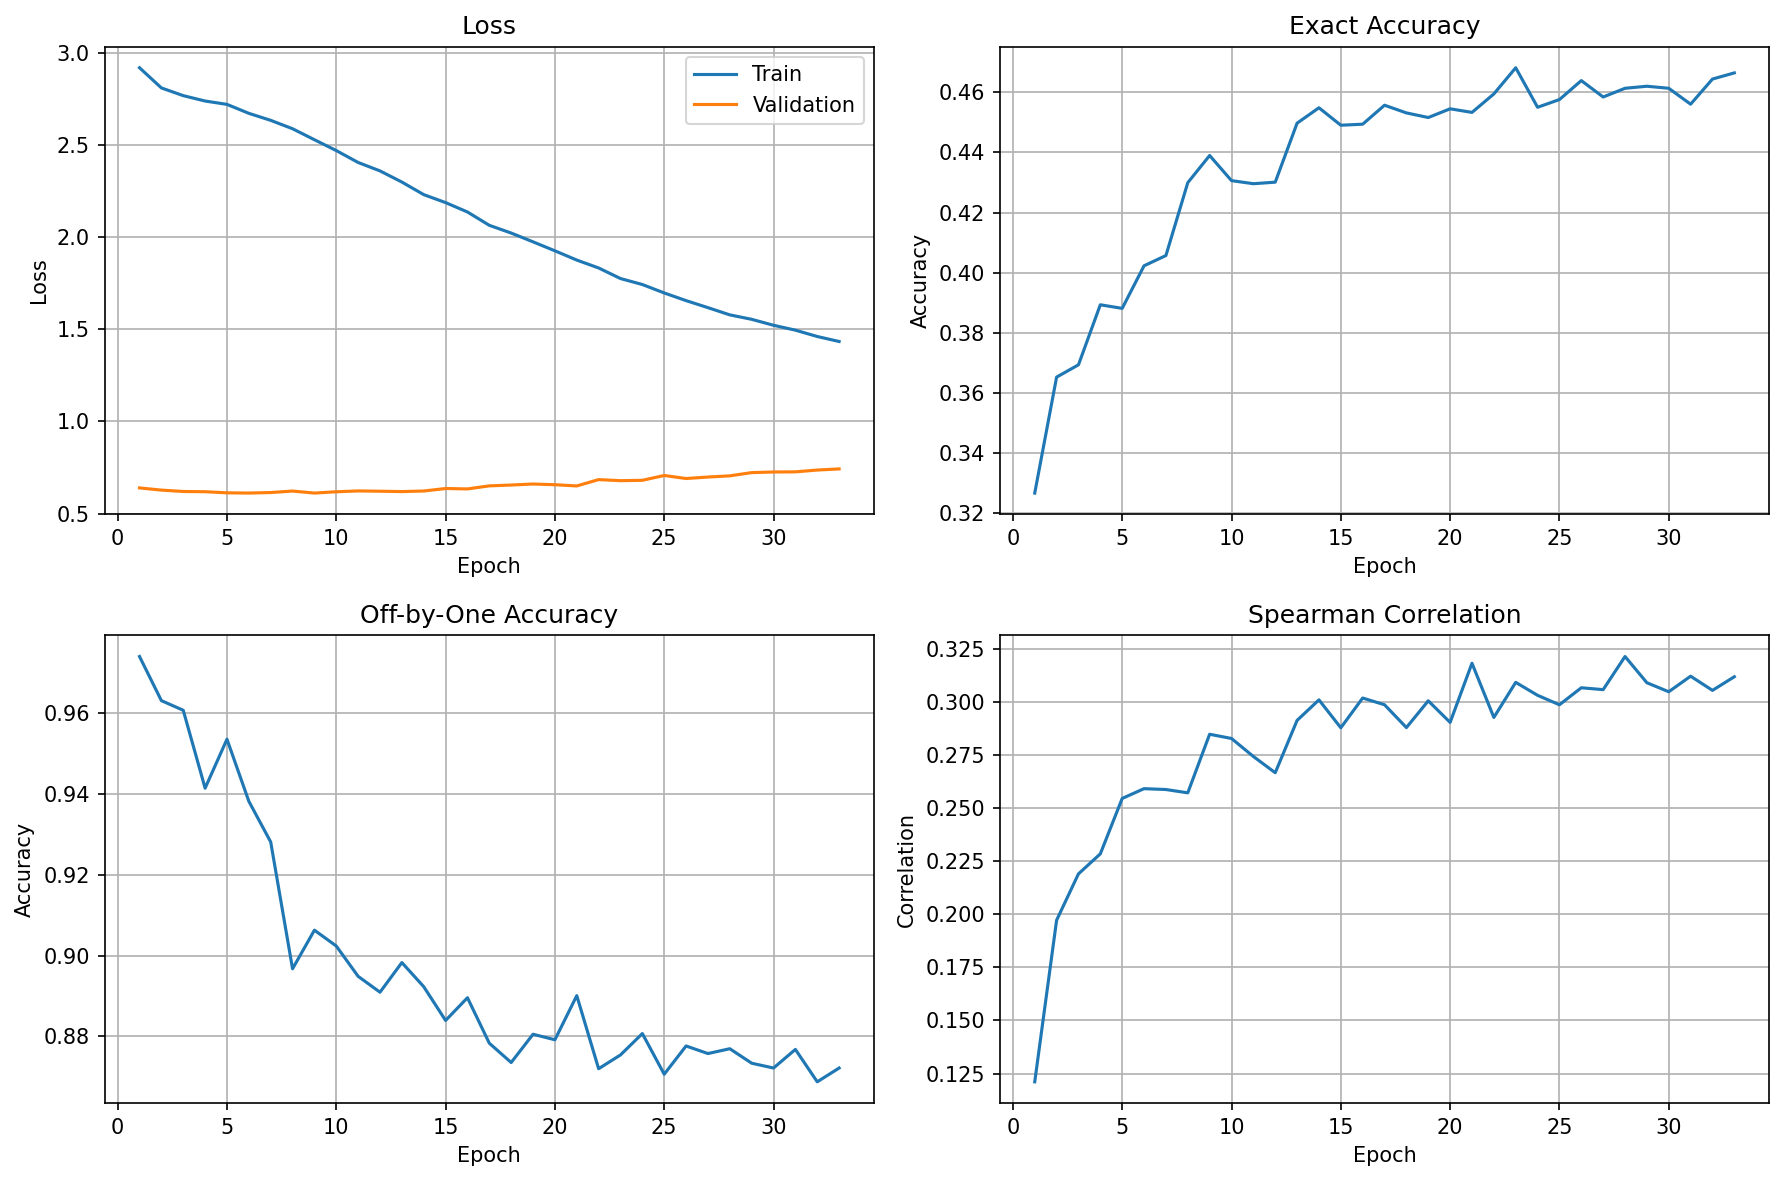 Loss
3.0
2.5
2.0
1.5
1.0
0.5
Loss
Train
Validation
0 5 10 15 20 25 30
Epoch
Exact Accuracy
0.46
0.44
0.42
0.40
0.38
0.36
0.34
0.32
Accuracy
0 5 10 15 20 25 30
Epoch
Off-by-One Accuracy
0.96
0.94
0.92
0.90
0.88
Accuracy
0 5 10 15 20 25 30
Epoch
Spearman Correlation
0.325
0.300
0.275
0.250
0.225
0.200
0.175
0.150
0.125
Correlation
0 5 10 15 20 25 30
Epoch